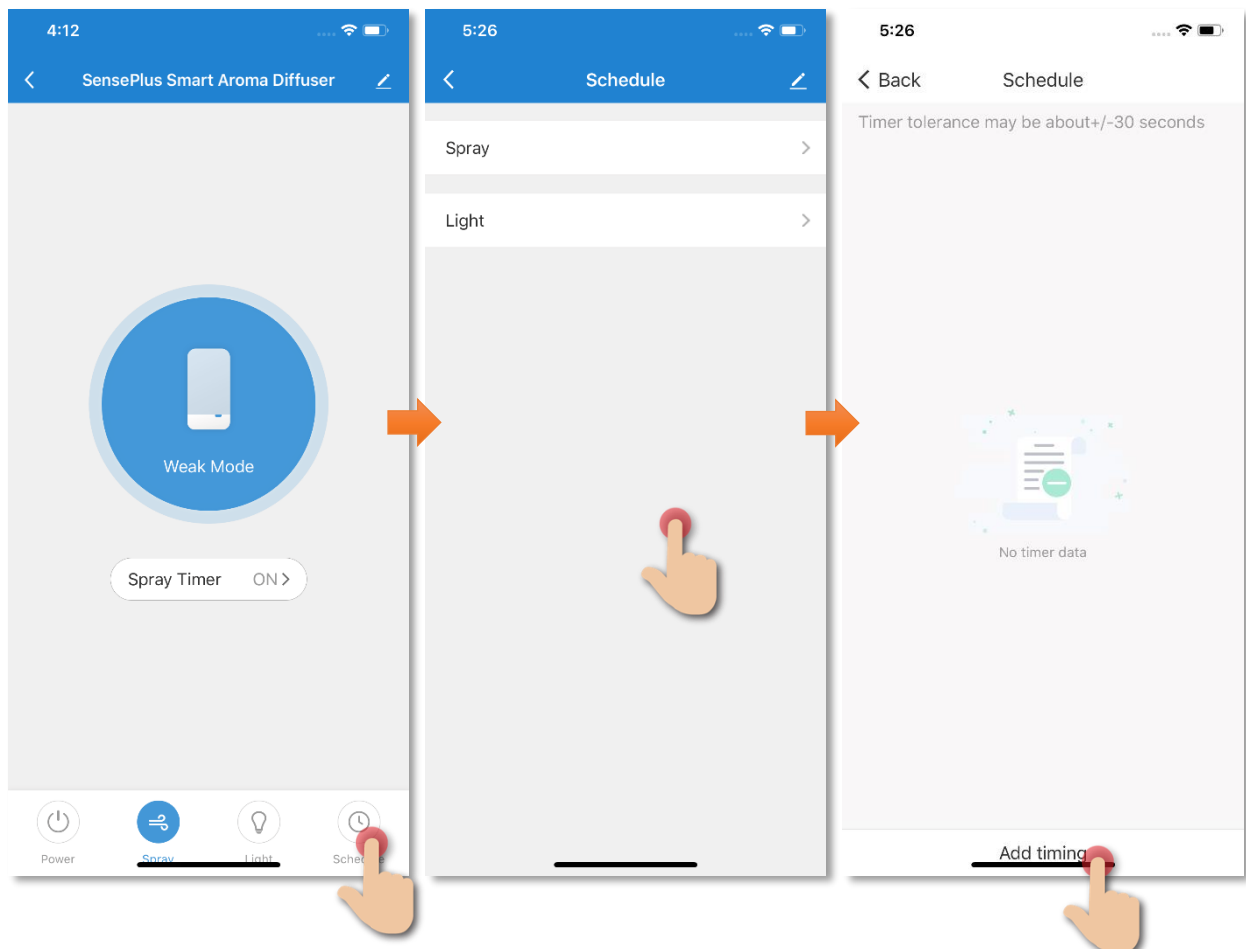 4:12
SensePlus Smart Aroma Diffuser
Weak Mode
Spray Timer ON
Power Spray Light Schedule
5:26
Schedule
Spray
Light
5:26
Back Schedule
Timer tolerance may be about+/-30 seconds
No timer data
Add timing